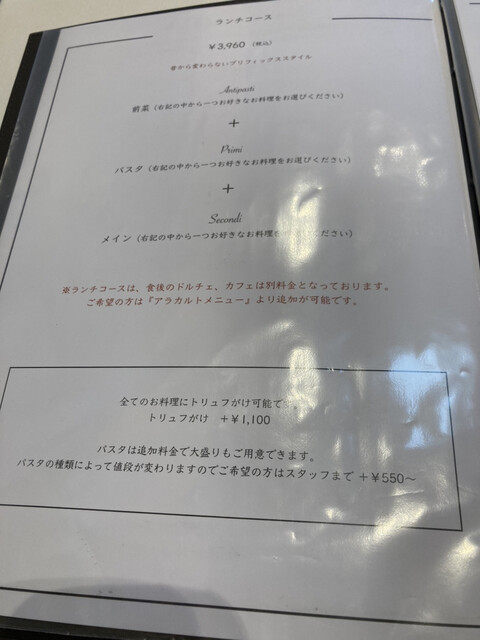 ランチコース
¥3,960 (税込)
昔から変わらないプリフィックススタイル
Antipasti
前菜(右記の中から一つお好きなお料理をお選びください)
+
Primi
パスタ(右記の中から一つお好きなお料理をお選びください)
+
Secondi
メイン(右記の中から一つお好きなお料理を ください)
※ランチコースは、食後のドルチェ、カフェは別料金となっております。
ご希望の方は『アラカルトメニュー』より追加が可能です。
全てのお料理にトリュフがけ可能で
トリュフがけ +¥1,100
パスタは追加料金で大盛りもご用意できます。
パスタの種類によって値段が変わりますのでご希望の方はスタッフまで +¥550〜